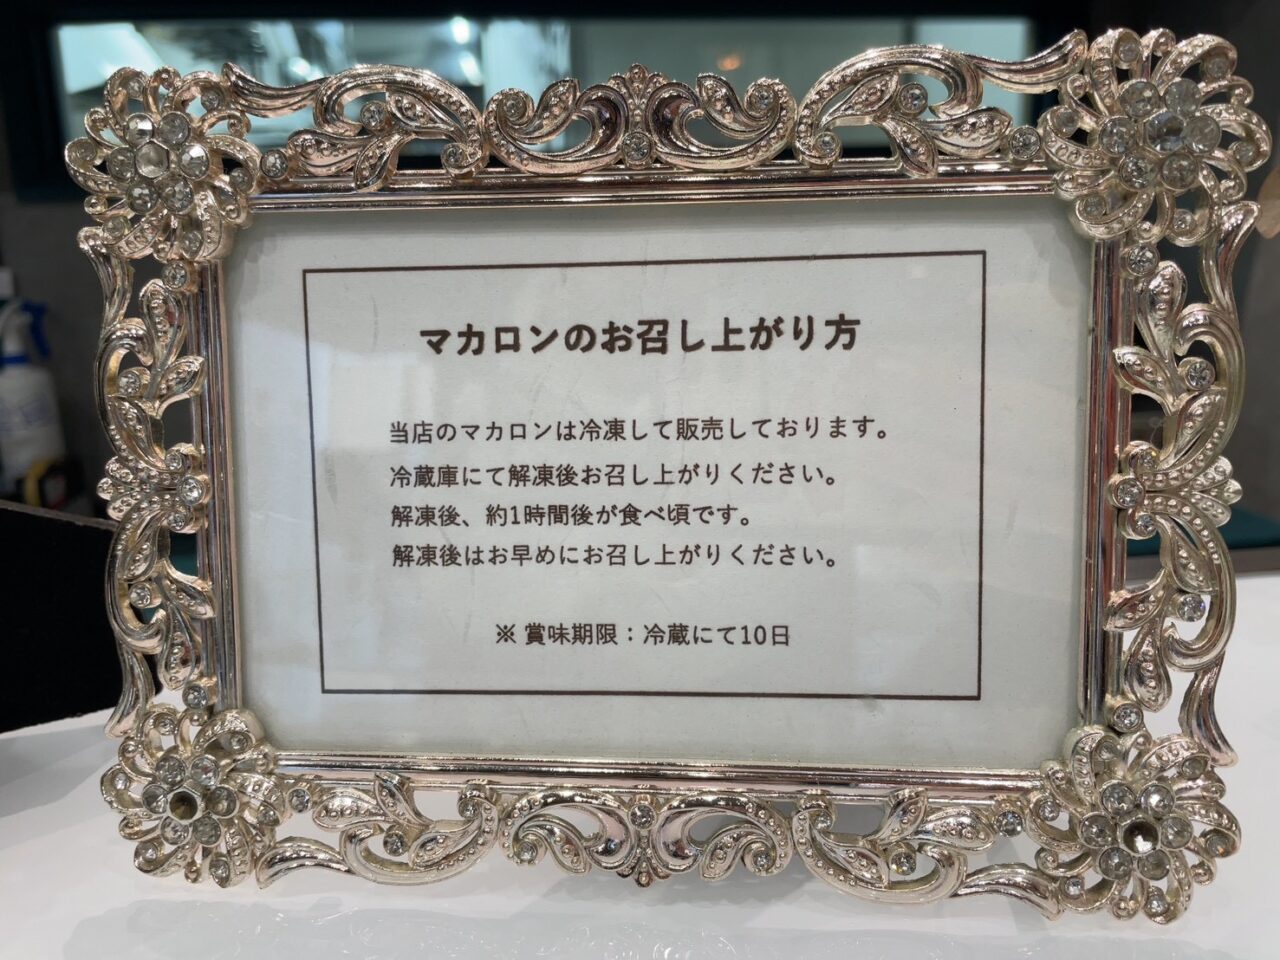 マカロンのお召し上がり方
当店のマカロンは冷凍して販売しております。
冷蔵庫にて解凍後お召し上がりください。
解凍後、約1時間後が食べ頃です。
解凍後はお早めにお召し上がりください。
※賞味期限：冷蔵にて10日